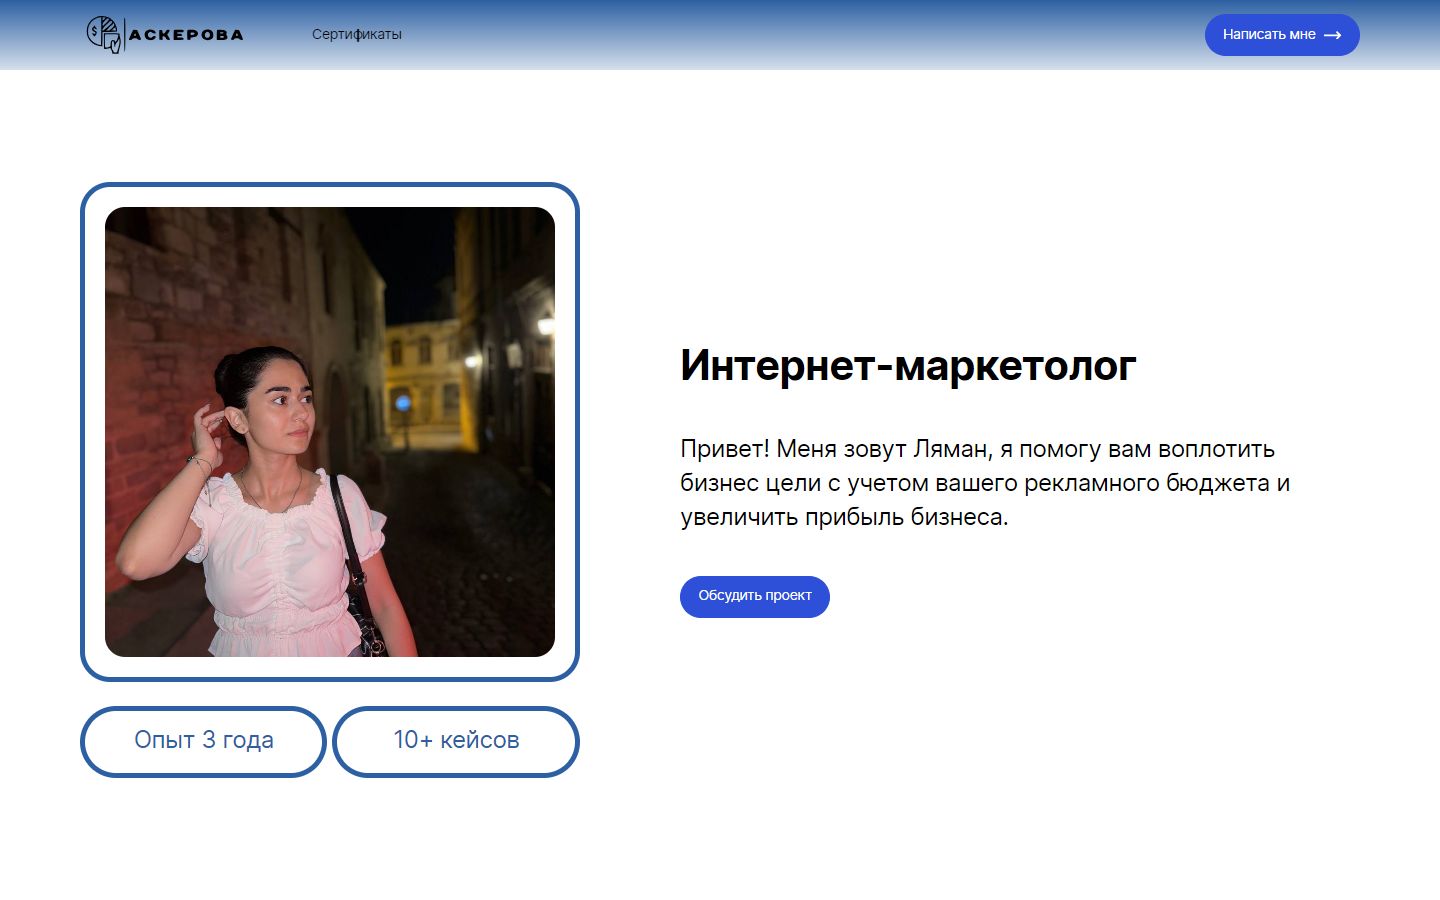 $ АСКЕРОВА
Сертификаты
Написать мне
Интернет-маркетолог
Привет! Меня зовут Ляман, я помогу вам воплотить
бизнес цели с учетом вашего рекламного бюджета и
увеличить прибыль бизнеса.
Обсудить проект
Опыт 3 года
10+ кейсов